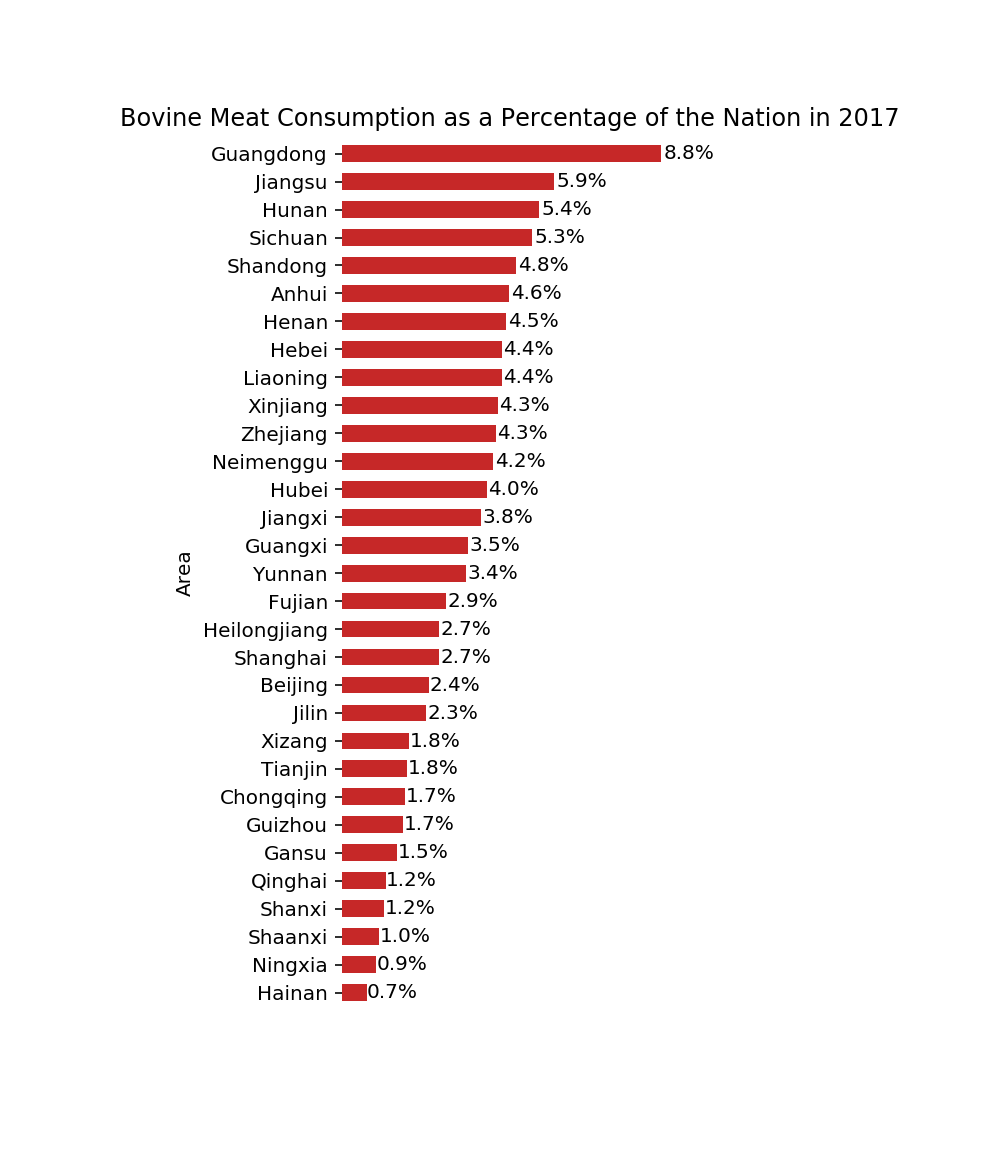 Bovine Meat Consumption as a Percentage of the Nation in 2017
Guangdong 8.8%
Jiangsu 5.9%
Hunan 5.4%
Sichuan 5.3%
Shandong 4.8%
Anhui 4.6%
Henan 4.5%
Hebei 4.4%
Liaoning 4.4%
Xinjiang 4.3%
Zhejiang 4.3%
Neimenggu 4.2%
Hubei 4.0%
Jiangxi 3.8%
Guangxi 3.5%
Area
Yunnan 3.4%
Fujian 2.9%
Heilongjiang 2.7%
Shanghai 2.7%
Beijing 2.4%
Jilin 2.3%
Xizang 1.8%
Tianjin 1.8%
Chongqing 1.7%
Guizhou 1.7%
Gansu 1.5%
Qinghai 1.2%
Shanxi 1.2%
Shaanxi 1.0%
Ningxia 0.9%
Hainan 0.7%